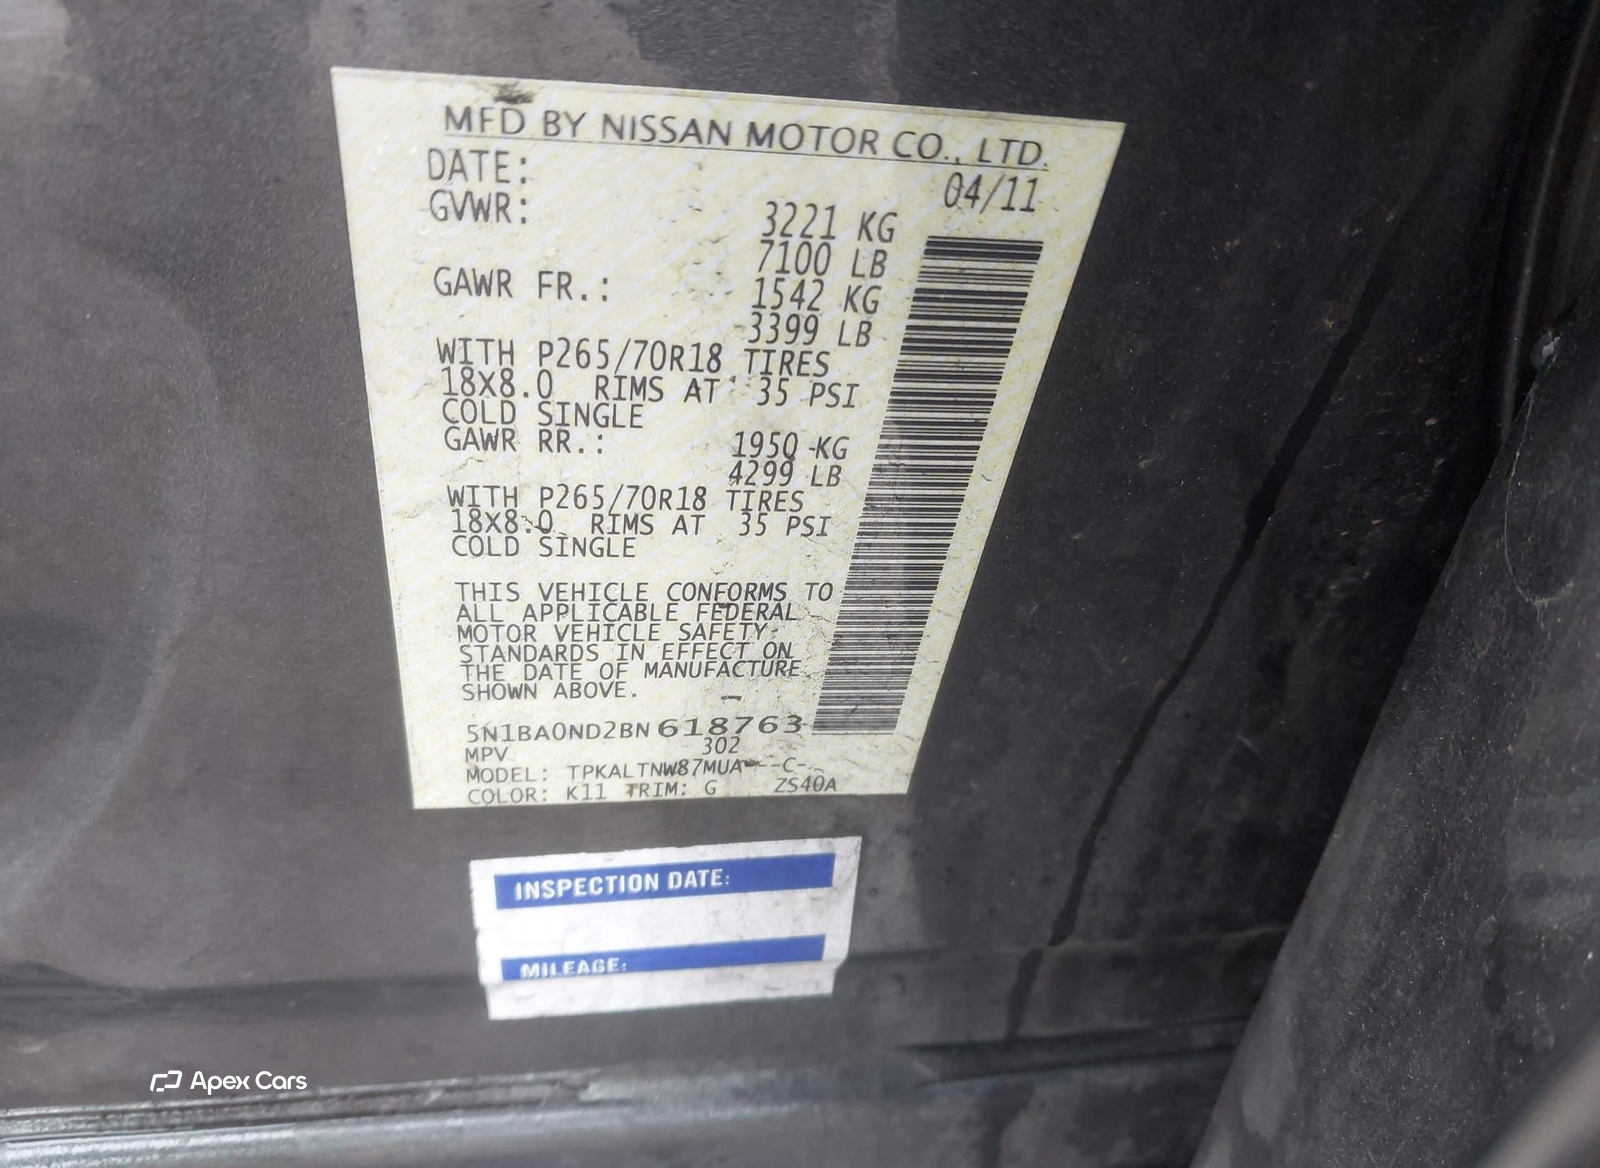 MFD BY NISSAN MOTOR CO., LTD.
DATE: 04/11
GVWR: 3221 KG
7100 LB
GAWR FR.: 1542 KG
3399 LB
WITH P265/70R18 TIRES
18X8.0 RIMS AT 35 PSI
COLD SINGLE
GAWR RR.: 1950 KG
4299 LB
WITH P265/70R18 TIRES
18X8.0 RIMS AT 35 PSI
COLD SINGLE
THIS VEHICLE CONFORMS TO
ALL APPLICABLE FEDERAL
MOTOR VEHICLE SAFETY
STANDARDS IN EFFECT ON
THE DATE OF MANUFACTURE
SHOWN ABOVE.
5N1BA0ND2BN618763
MPV 302
MODEL: TPKALTNW87MUA---C-
COLOR: K11 TRIM: G ZS40A
INSPECTION DATE:
MILEAGE:
Apex Cars